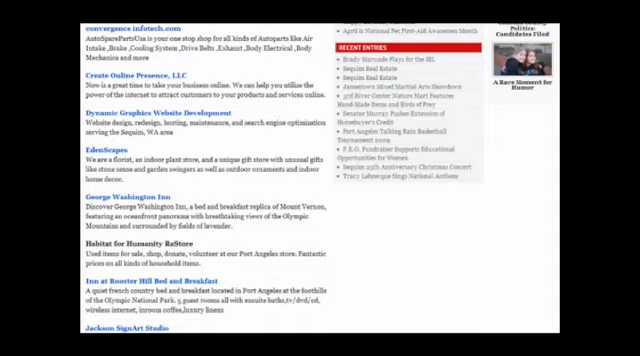 convergence infotech.com
AutoSparePartsUsa is your one stop shop for all kinds of Autoparts like Air
Intake ,Brake ,Cooling System ,Drive Belts ,Exhaust ,Body Electrical ,Body
Mechanics and more
Create Online Presence, LLC
Now is a great time to take your business online. We can help you utilize the
power of the internet to attract customers to your products and services online.
Dynamic Graphics Website Development
Website design, redesign, hosting, maintenance, and search engine optimization
serving the Sequim, WA area
EdenScapes
We are a florist, an indoor plant store, and a unique gift store with unusual gifts
like stone sense and garden swingers as well as outdoor ornaments and indoor
home decor.
George Washington Inn
Discover George Washington Inn, a bed and breakfast replica of Mount Vernon,
featuring an oceanfront panorama with breathtaking views of the Olympic
Mountains and surrounded by fields of lavender.
Habitat for Humanity ReStore
Used items for sale, shop, donate, volunteer at our Port Angeles store. Fantastic
prices on all kinds of household items.
Inn at Rooster Hill Bed and Breakfast
A quiet french country bed and breakfast located in Port Angeles at the foothills
of the Olympic National Park. 5 guest rooms all with ensuite baths,tv/dvd/cd,
wireless internet, inroom coffee,luxury linens
Jackson SignArt Studio
April is National Pet First-Aid Awareness Month
RECENT ENTRIES
Brady Marunde Plays for the
Sequim Real Estate
Sequim Real Estate
Jamestown Mixed Martial Arts Showdown
3rd River Center Nature Mart Features
Hand-Made Items and Birds of Prey
Senator Murray Pushes Extension of
Homebuyer's Credit
Port Angeles Talking Rain Basketball
Tournament 2009
P.E.O. Fundraiser Supports Educational
Opportunities for Women
Sequim 29th Anniversary Christmas Concert
Tracy Labrecque Sings National Anthem
Politics:
Candidates Filed
A Rare Moment for
Humor